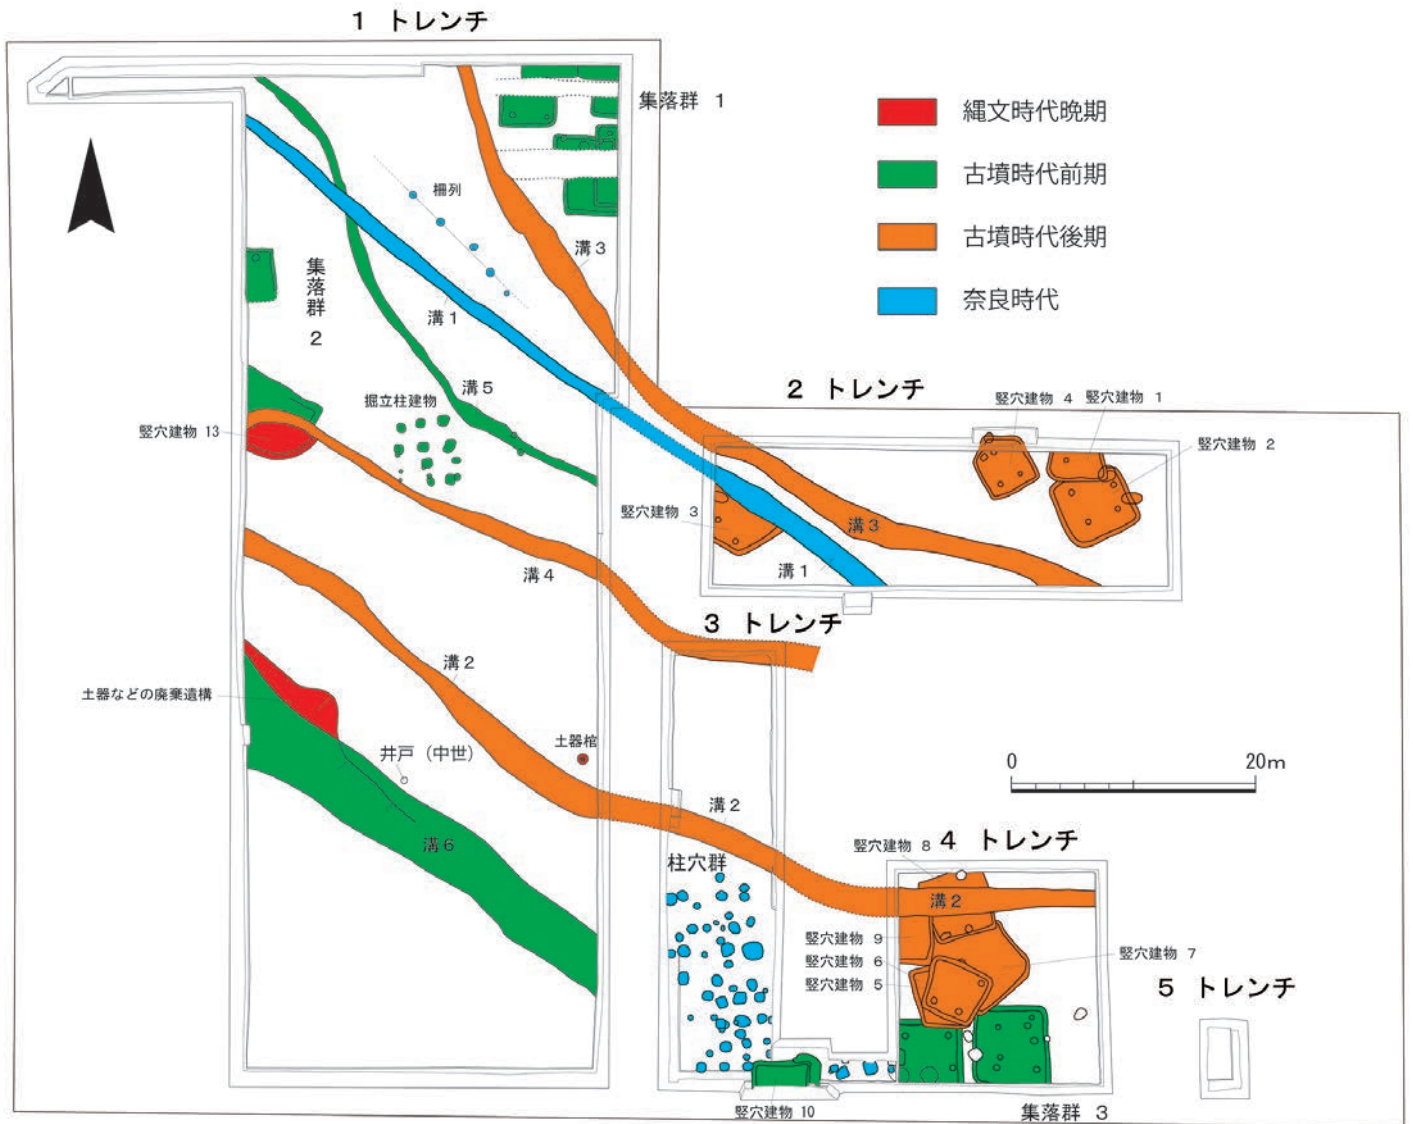 1 トレンチ
集落群 1
縄文時代晩期
古墳時代前期
古墳時代後期
奈良時代
柵列
溝3
集落群2
溝1
溝5
掘立柱建物
竪穴建物 13
2 トレンチ
竪穴建物 4
竪穴建物 1
竪穴建物 2
竪穴建物 3
溝3
溝1
溝4
3 トレンチ
溝2
土器などの廃棄遺構
井戸（中世）
土器棺
0
20m
溝2
溝6
柱穴群
4 トレンチ
竪穴建物 8
溝2
竪穴建物 9
竪穴建物 6
竪穴建物 5
竪穴建物 7
5 トレンチ
竪穴建物 10
集落群 3